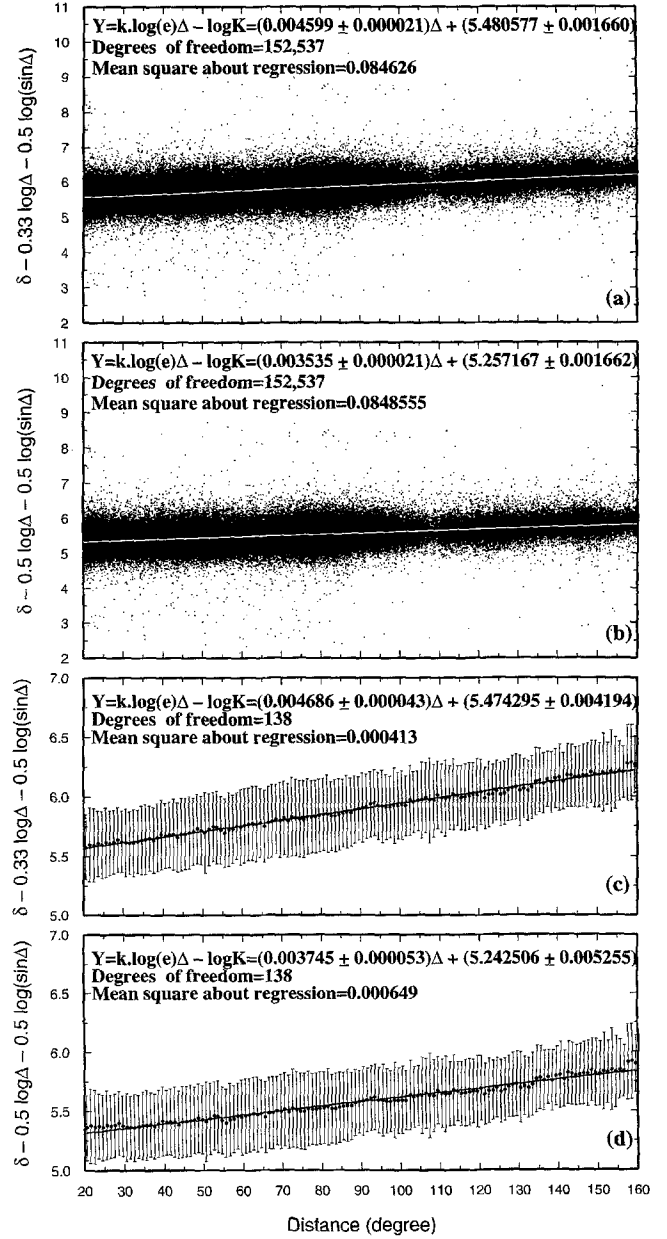 11
10
9
8
7
6
5
4
3
2
δ – 0.33 logΔ – 0.5 log(sinΔ)
Y=k.log(e)Δ – logK=(0.004599 ± 0.000021)Δ + (5.480577 ± 0.001660)
Degrees of freedom=152,537
Mean square about regression=0.084626
(a)
11
10
9
8
7
6
5
4
3
2
δ – 0.5 logΔ – 0.5 log(sinΔ)
Y=k.log(e)Δ – logK=(0.003535 ± 0.000021)Δ + (5.257167 ± 0.001662)
Degrees of freedom=152,537
Mean square about regression=0.0848555
(b)
7.0
6.5
6.0
5.5
5.0
δ – 0.33 logΔ – 0.5 log(sinΔ)
Y=k.log(e)Δ – logK=(0.004686 ± 0.000043)Δ + (5.474295 ± 0.004194)
Degrees of freedom=138
Mean square about regression=0.000413
(c)
7.0
6.5
6.0
5.5
5.0
δ – 0.5 logΔ – 0.5 log(sinΔ)
Y=k.log(e)Δ – logK=(0.003745 ± 0.000053)Δ + (5.242506 ± 0.005255)
Degrees of freedom=138
Mean square about regression=0.000649
(d)
20 30 40 50 60 70 80 90 100 110 120 130 140 150 160
Distance (degree)